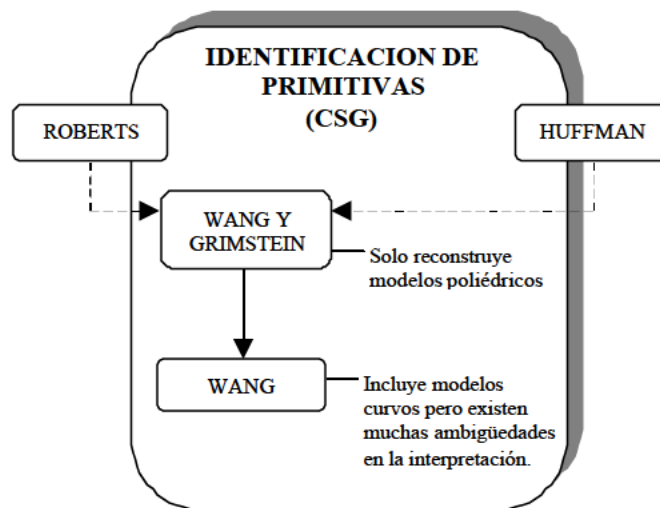 IDENTIFICACION DE
PRIMITIVAS
(CSG)
ROBERTS
HUFFMAN
WANG Y
GRIMSTEIN
Solo reconstruye
modelos poliédricos
WANG
Incluye modelos
curvos pero existen
muchas ambigüedades
en la interpretación.